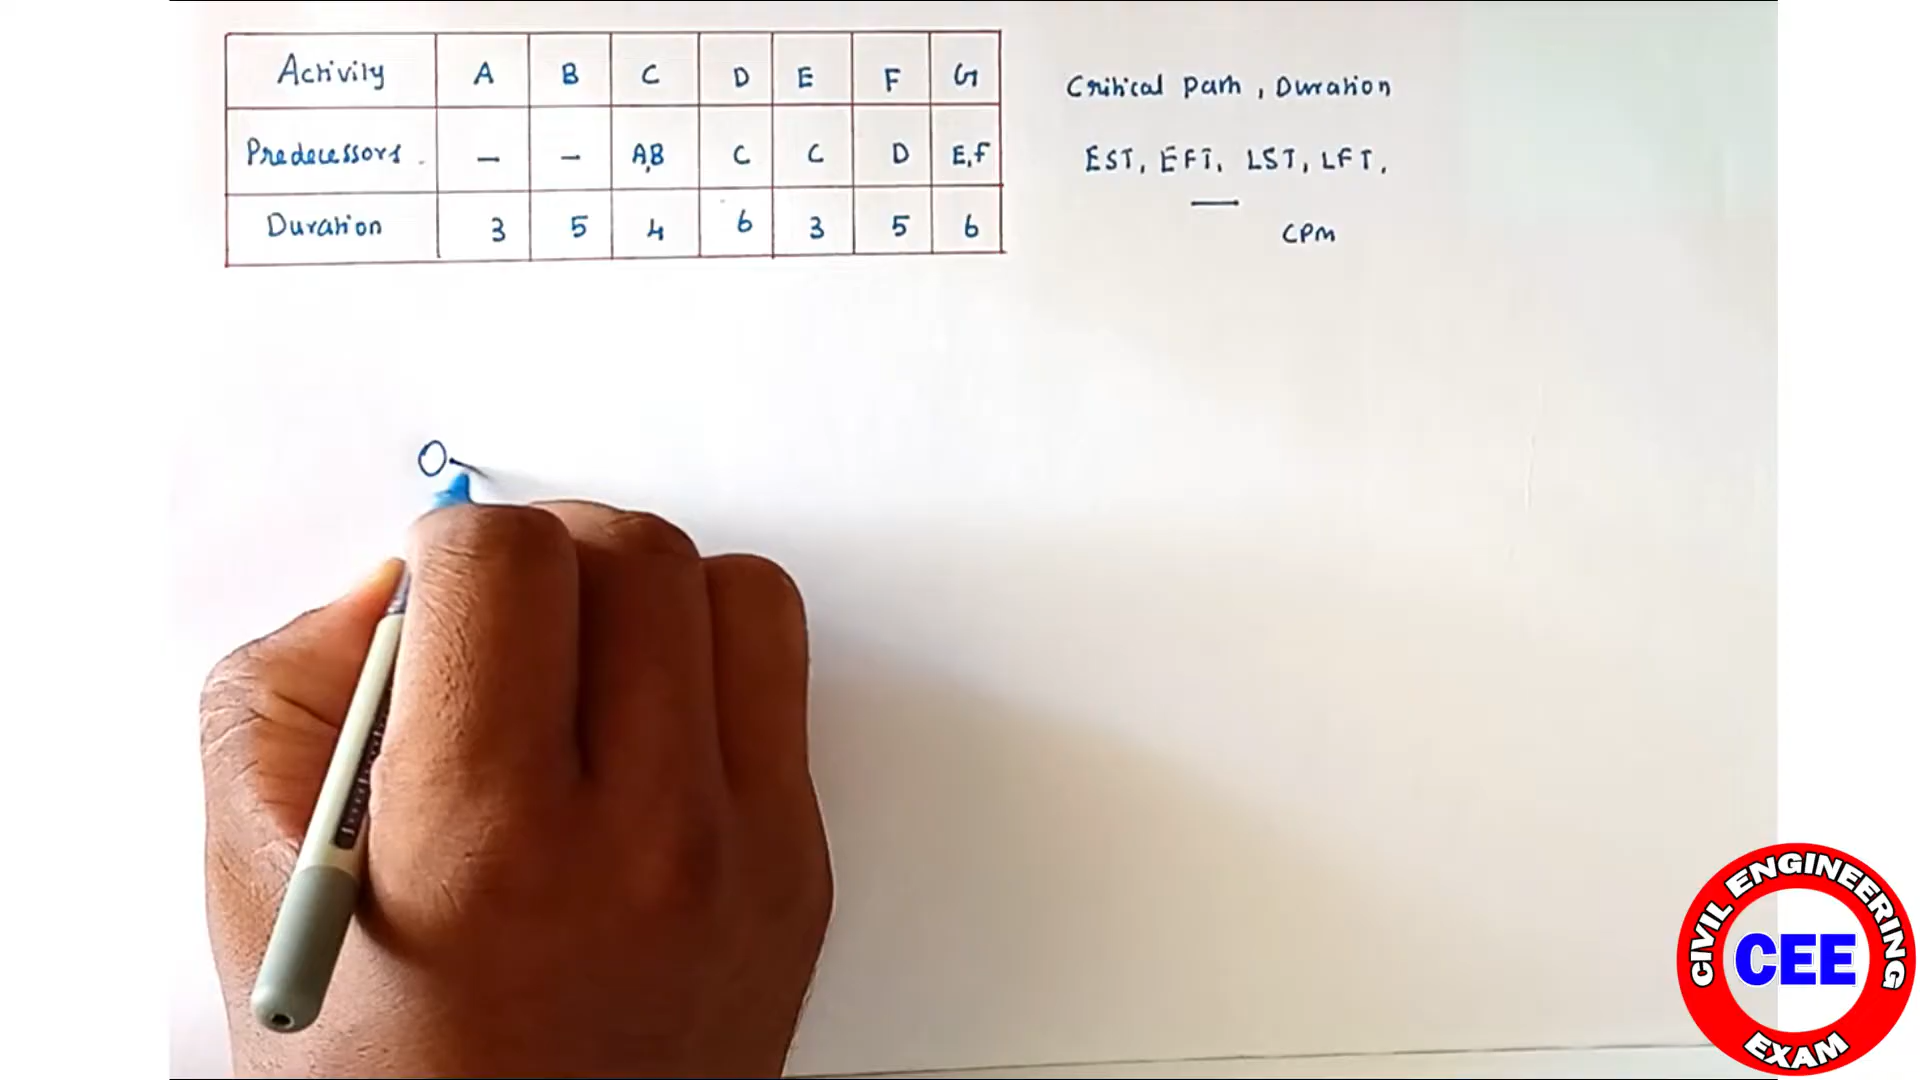 Activity A B C D E F G
Predecessors. — — A,B C C D E,F
Duration 3 5 4 6 3 5 6
Critical Path, Duration
EST, EFT, LST, LFT,
CPM
CIVIL ENGINEERING
CEE
EXAM